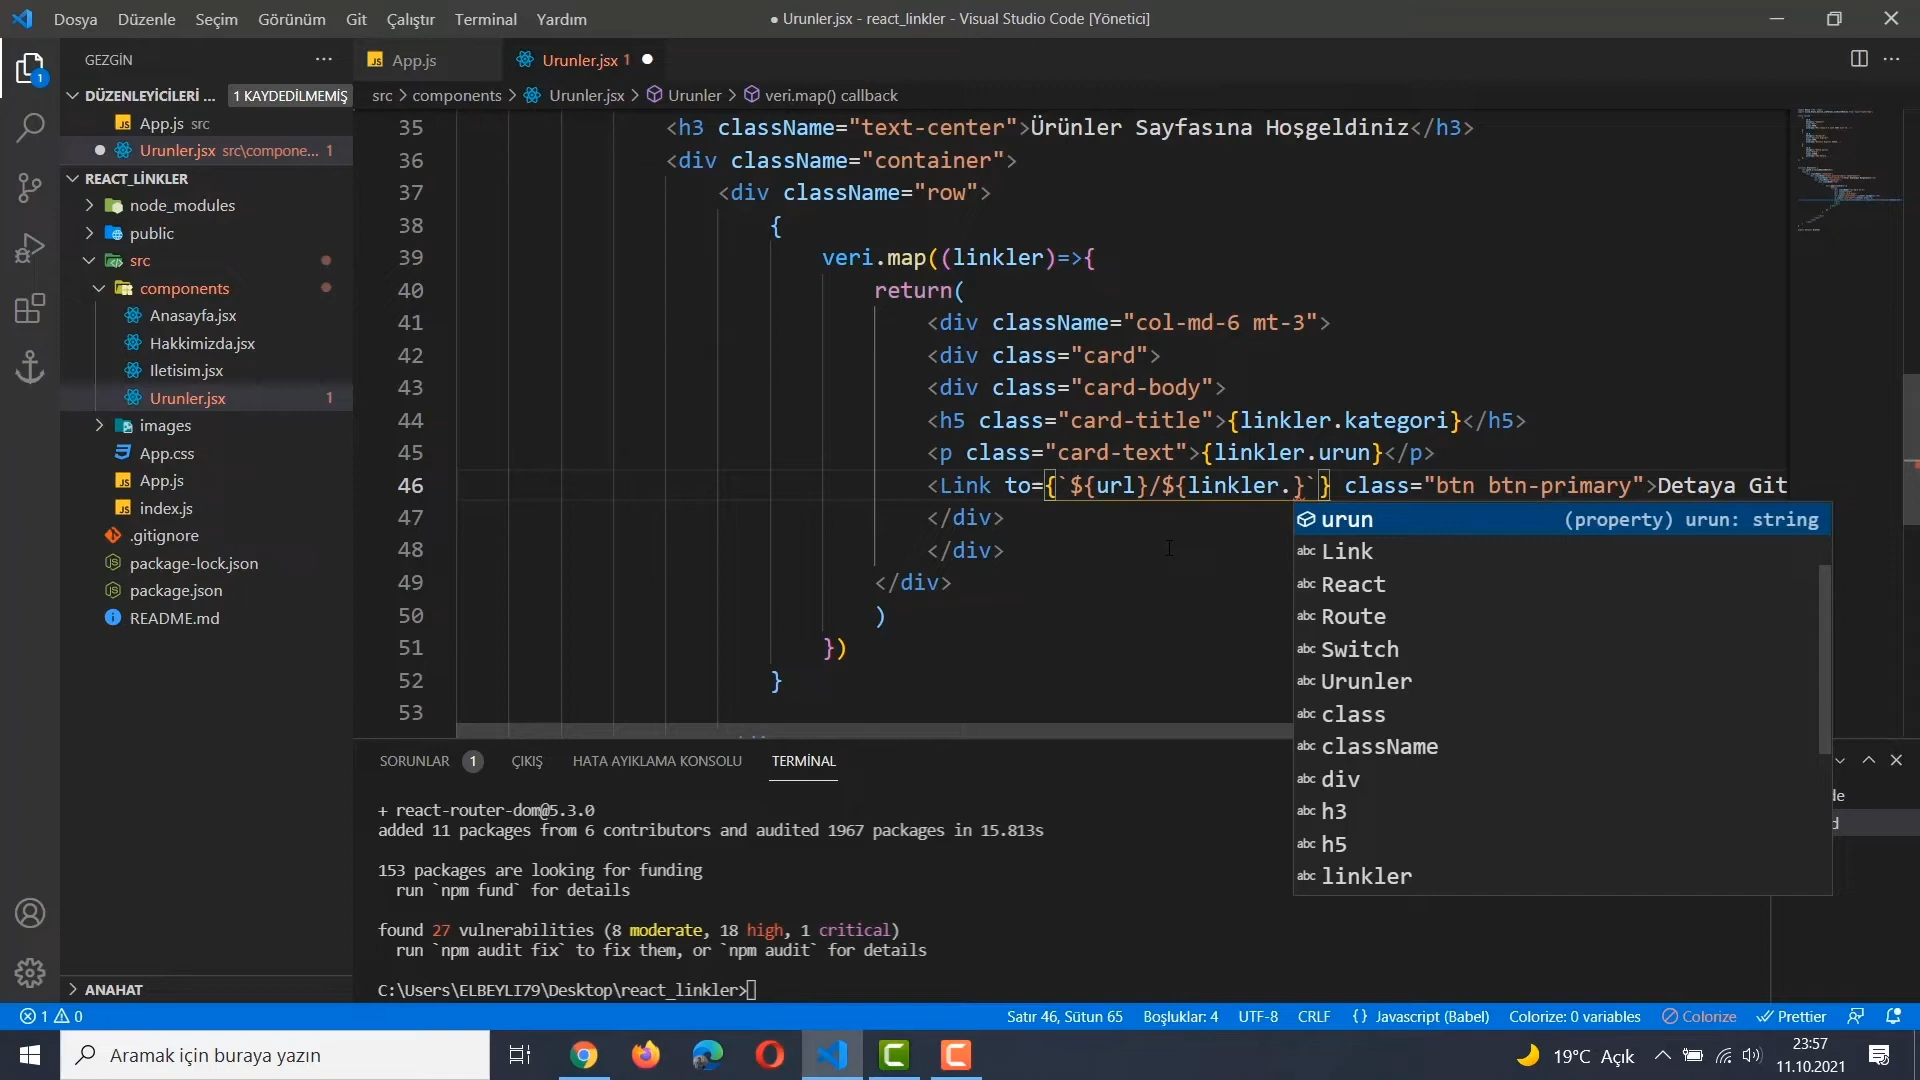 Dosya Düzenle Seçim Görünüm Git Çalıştır Terminal Yardım
● Urunler.jsx - react_linkler - Visual Studio Code [Yönetici]
GEZGİN
App.js
Urunler.jsx 1
DÜZENLEYİCİLERİ ... 1 KAYDEDİLMEMİŞ
src > components > Urunler.jsx > Urunler > veri.map() callback
App.js src
Urunler.jsx src\compone... 1
REACT_LİNKLER
node_modules
public
src
components
Anasayfa.jsx
Hakkimizda.jsx
Iletisim.jsx
Urunler.jsx 1
images
App.css
App.js
index.js
.gitignore
package-lock.json
package.json
README.md
ANAHAT
35 <h3 className="text-center">Ürünler Sayfasına Hoşgeldiniz</h3>
36 <div className="container">
37 <div className="row">
38 {
39 veri.map((linkler)=>{
40 return(
41 <div className="col-md-6 mt-3">
42 <div class="card">
43 <div class="card-body">
44 <h5 class="card-title">{linkler.kategori}</h5>
45 <p class="card-text">{linkler.urun}</p>
46 <Link to={`${url}/${linkler.}`} class="btn btn-primary">Detaya Git
47 </div>
48 </div>
49 </div>
50 )
51 })
52 }
53
urun (property) urun: string
abc Link
abc React
abc Route
abc Switch
abc Urunler
abc class
abc className
abc div
abc h3
abc h5
abc linkler
SORUNLAR 1 ÇIKIŞ HATA AYIKLAMA KONSOLU TERMİNAL
+ react-router-dom@5.3.0
added 11 packages from 6 contributors and audited 1967 packages in 15.813s
153 packages are looking for funding
run `npm fund` for details
found 27 vulnerabilities (8 moderate, 18 high, 1 critical)
run `npm audit fix` to fix them, or `npm audit` for details
C:\Users\ELBEYLI79\Desktop\react_linkler>
1 0 Satır 46, Sütun 65 Boşluklar: 4 UTF-8 CRLF {} Javascript (Babel) Colorize: 0 variables Colorize Prettier
Aramak için buraya yazın
19°C Açık
23:57
11.10.2021